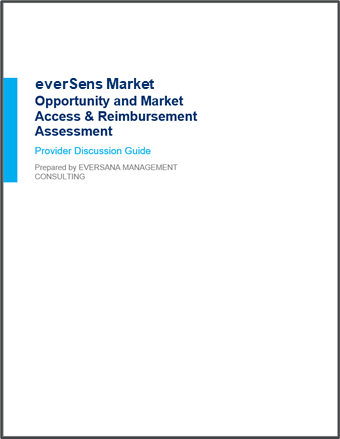 everSens Market
Opportunity and Market
Access & Reimbursement
Assessment
Provider Discussion Guide
Prepared by EVERSANA MANAGEMENT
CONSULTING